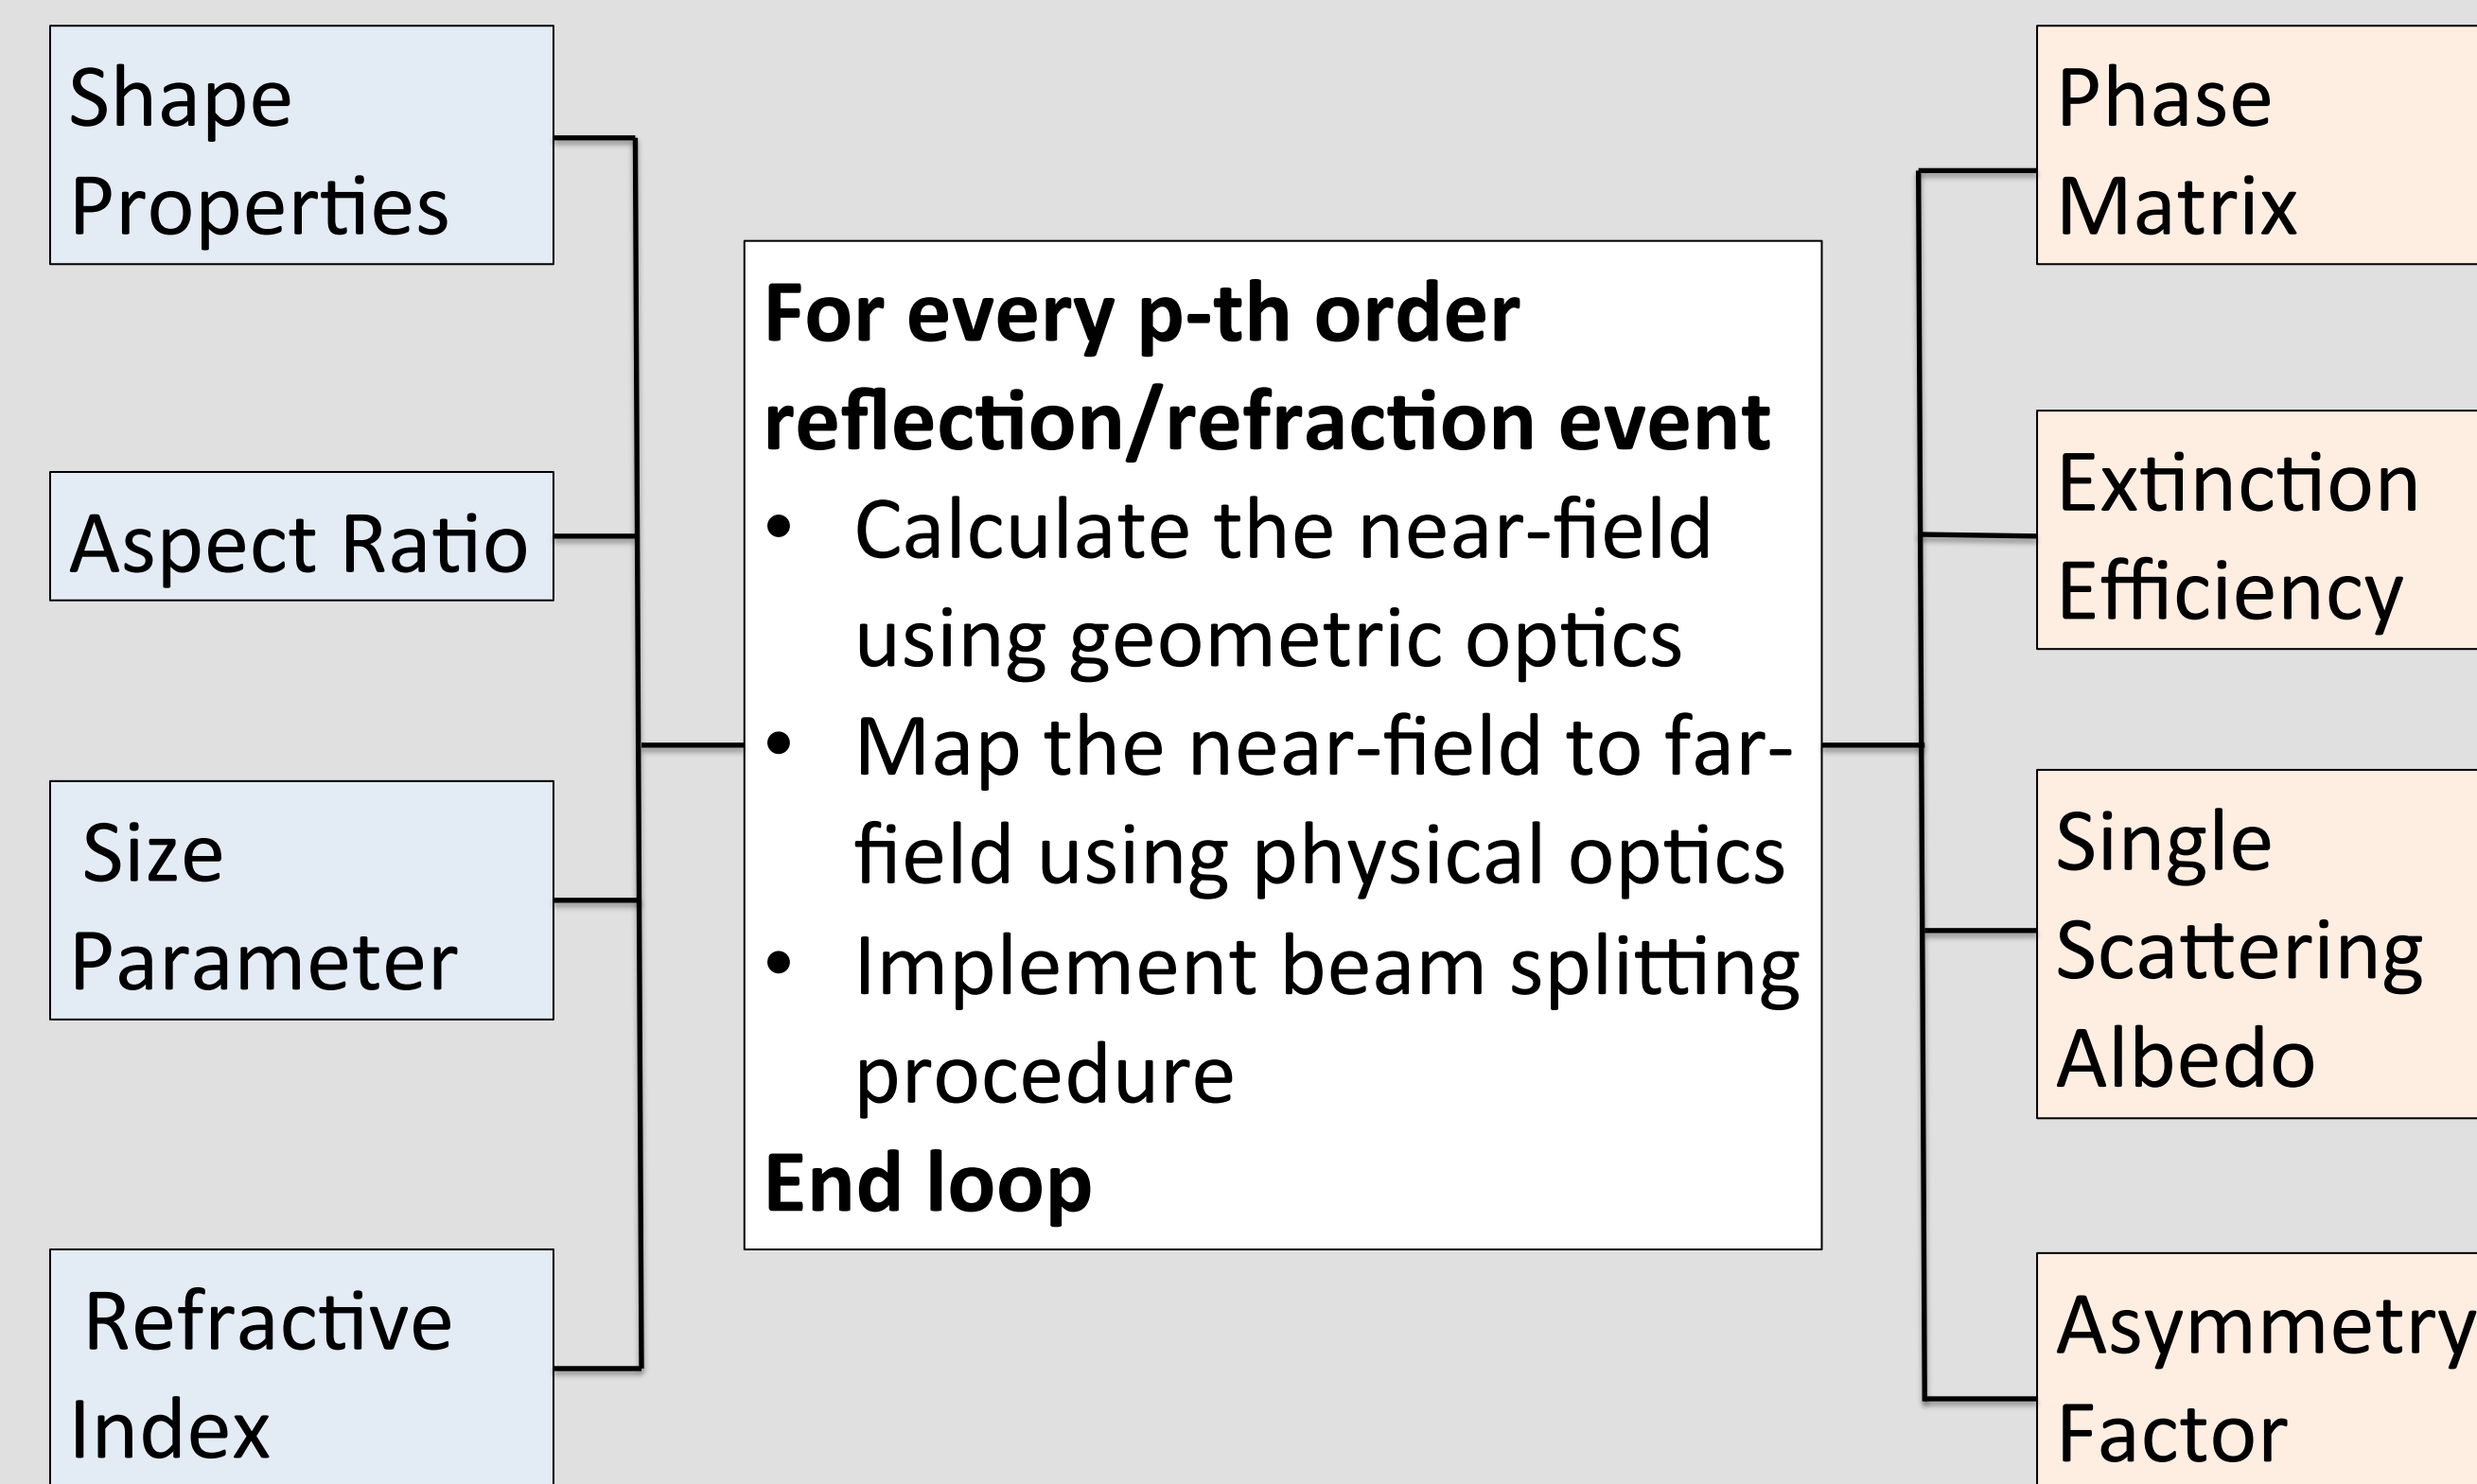 Shape
Properties
Aspect Ratio
Size
Parameter
Refractive
Index
For every p-th order
reflection/refraction event
• Calculate the near-field
using geometric optics
• Map the near-field to far-
field using physical optics
• Implement beam splitting
procedure
End loop
Phase
Matrix
Extinction
Efficiency
Single
Scattering
Albedo
Asymmetry
Factor